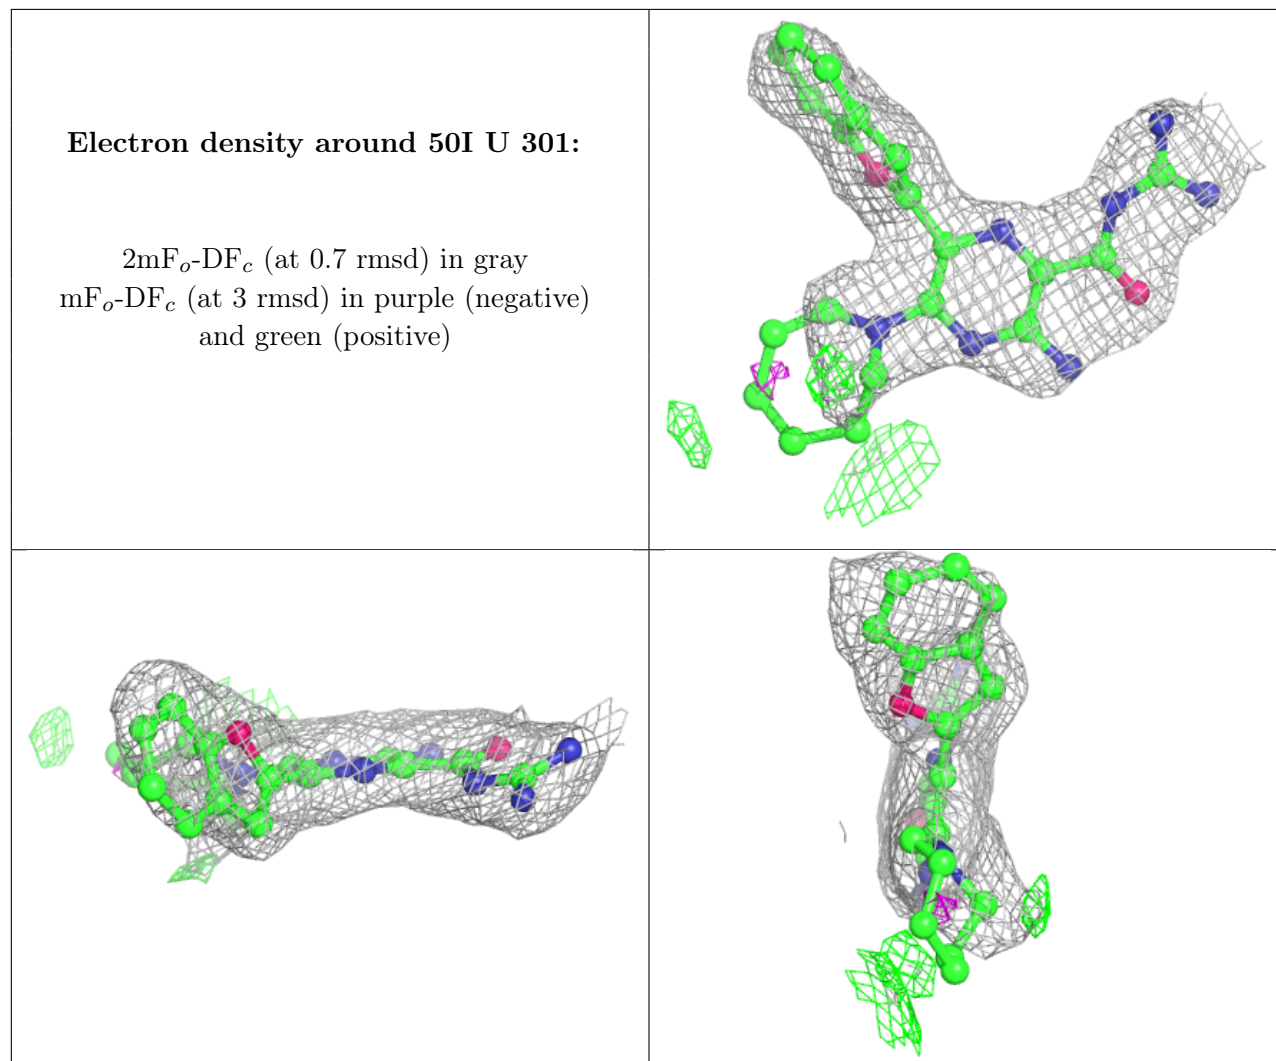 Electron density around 50I U 301:
2mFo-DFc (at 0.7 rmsd) in gray
mFo-DFc (at 3 rmsd) in purple (negative)
and green (positive)